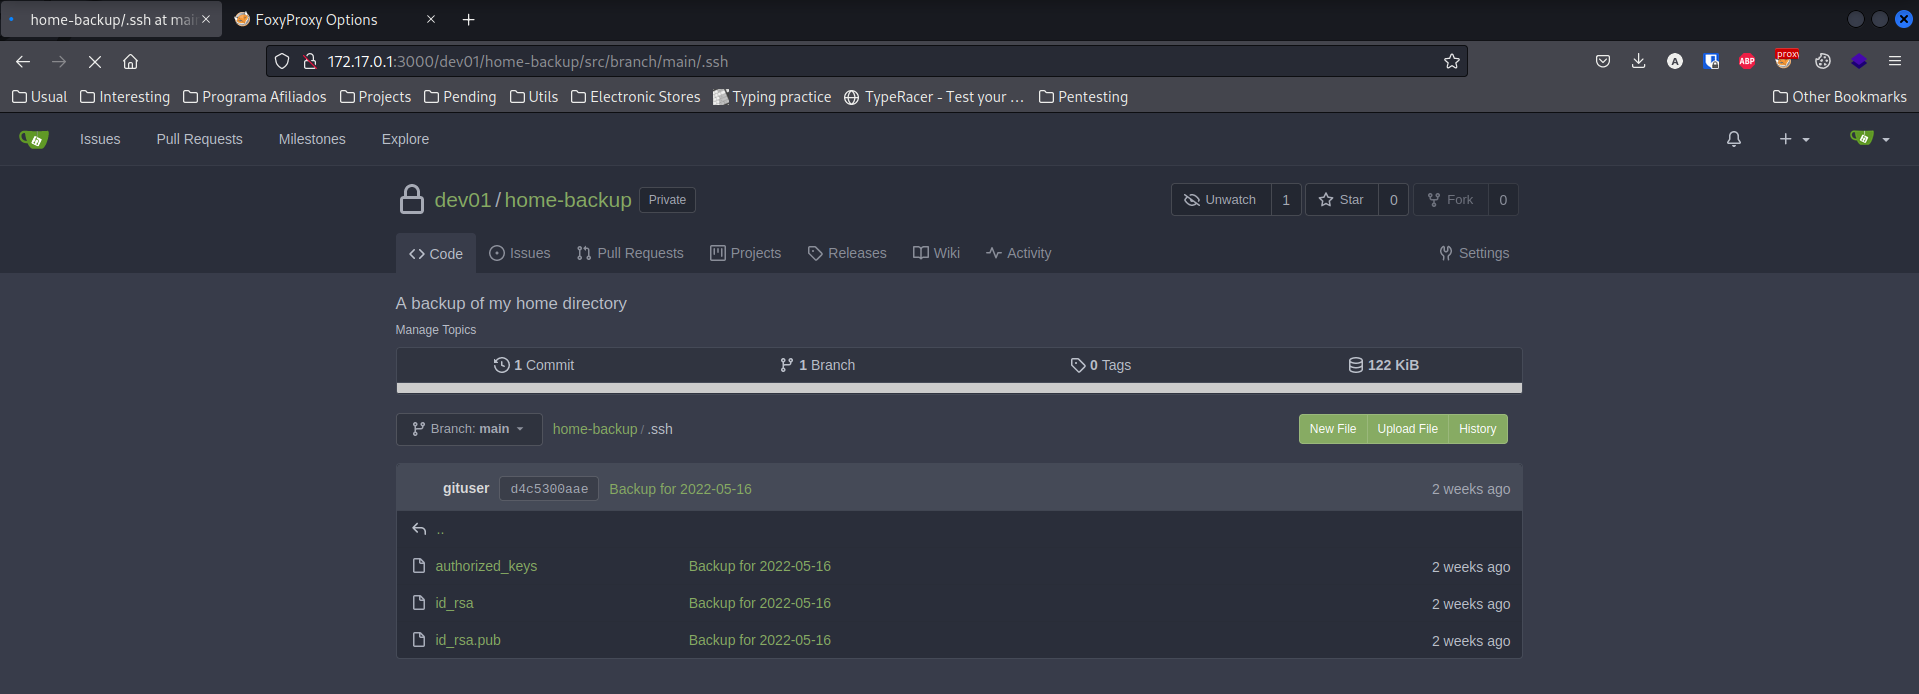 home-backup/.ssh at mai
FoxyProxy Options
172.17.0.1:3000/dev01/home-backup/src/branch/main/.ssh
A
ABP
proxy
Usual Interesting Programa Afiliados Projects Pending Utils Electronic Stores Typing practice TypeRacer - Test your … Pentesting Other Bookmarks
Issues Pull Requests Milestones Explore
dev01 / home-backup Private Unwatch 1 Star 0 Fork 0
Code Issues Pull Requests Projects Releases Wiki Activity Settings
A backup of my home directory
Manage Topics
1 Commit 1 Branch 0 Tags 122 KiB
Branch: main home-backup / .ssh New File Upload File History
gituser d4c5300aae Backup for 2022-05-16 2 weeks ago
..
authorized_keys Backup for 2022-05-16 2 weeks ago
id_rsa Backup for 2022-05-16 2 weeks ago
id_rsa.pub Backup for 2022-05-16 2 weeks ago